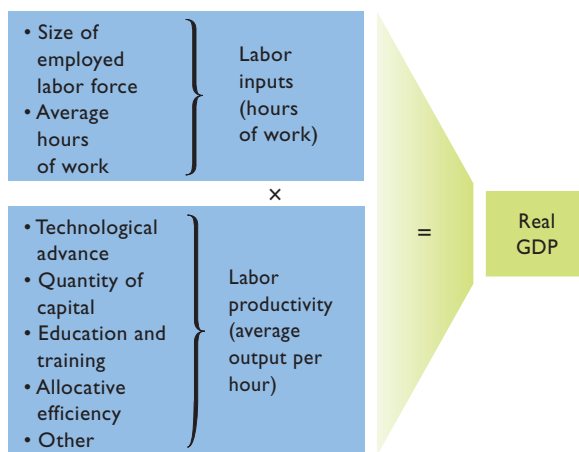 • Size of
employed
labor force
• Average
hours
of work
Labor
inputs
(hours
of work)
×
• Technological
advance
• Quantity of
capital
• Education and
training
• Allocative
efficiency
• Other
Labor
productivity
(average
output per
hour)
=
Real
GDP